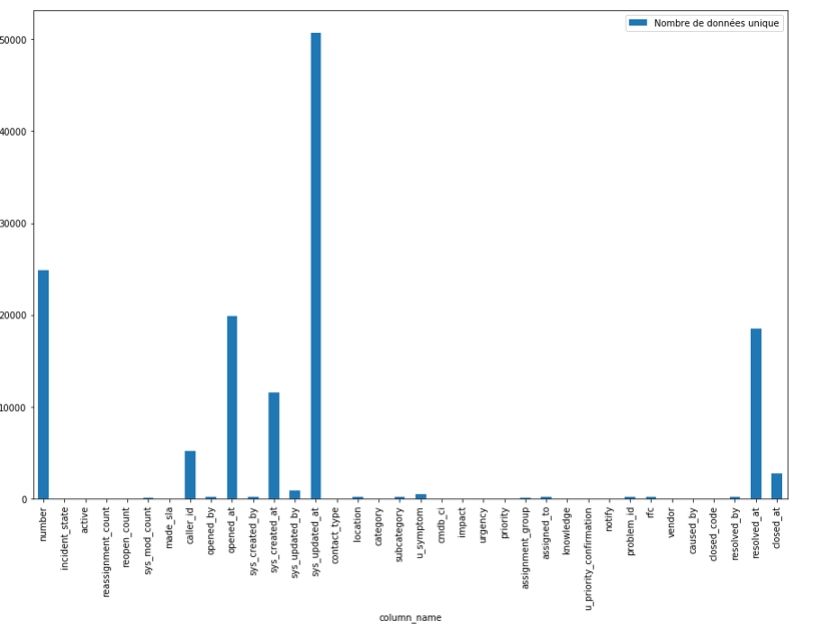 Nombre de données unique
50000
40000
30000
20000
10000
0
number
incident_state
active
reassignment_count
reopen_count
sys_mod_count
made_sla
caller_id
opened_by
opened_at
sys_created_by
sys_created_at
sys_updated_by
sys_updated_at
contact_type
location
category
subcategory
u_symptom
cmdb_ci
impact
urgency
priority
assignment_group
assigned_to
knowledge
u_priority_confirmation
notify
problem_id
rfc
vendor
caused_by
closed_code
resolved_by
resolved_at
closed_at
column_name